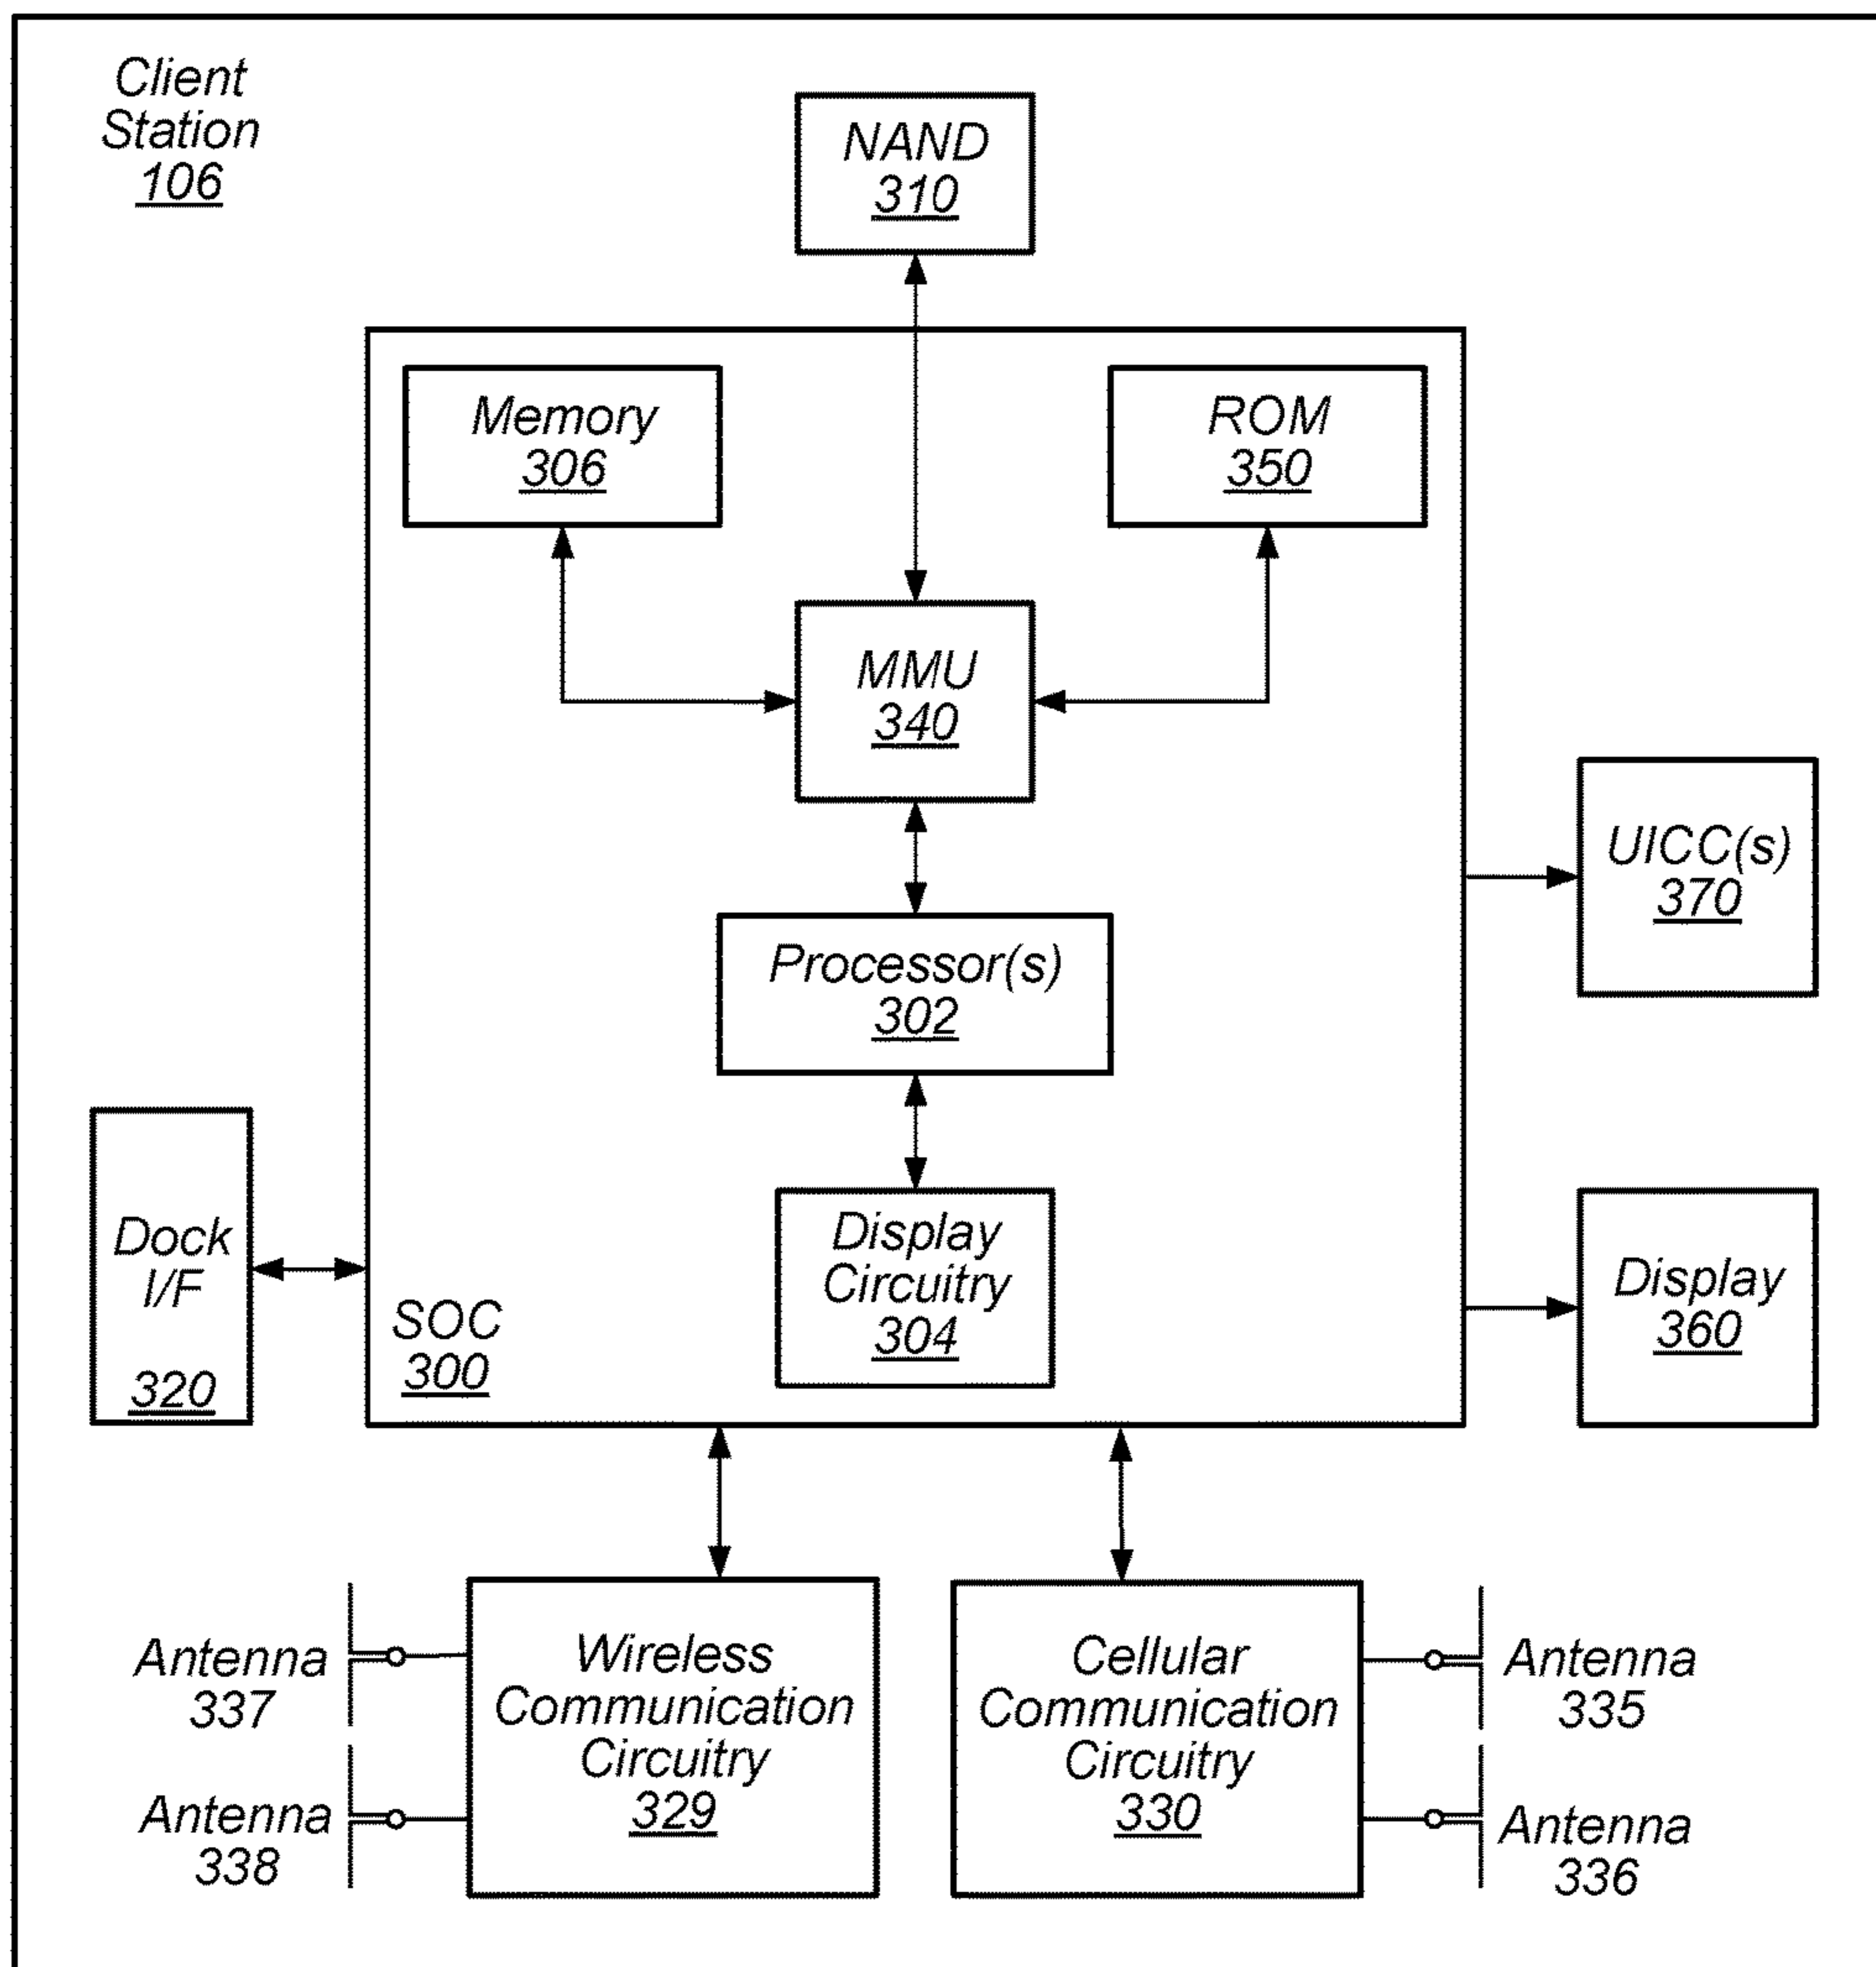 Client
Station
106
NAND
310
Memory
306
ROM
350
MMU
340
UICC(s)
370
Processor(s)
302
Dock
I/F
320
Display
Circuitry
304
SOC
300
Display
360
Antenna
337
Antenna
338
Wireless
Communication
Circuitry
329
Cellular
Communication
Circuitry
330
Antenna
335
Antenna
336